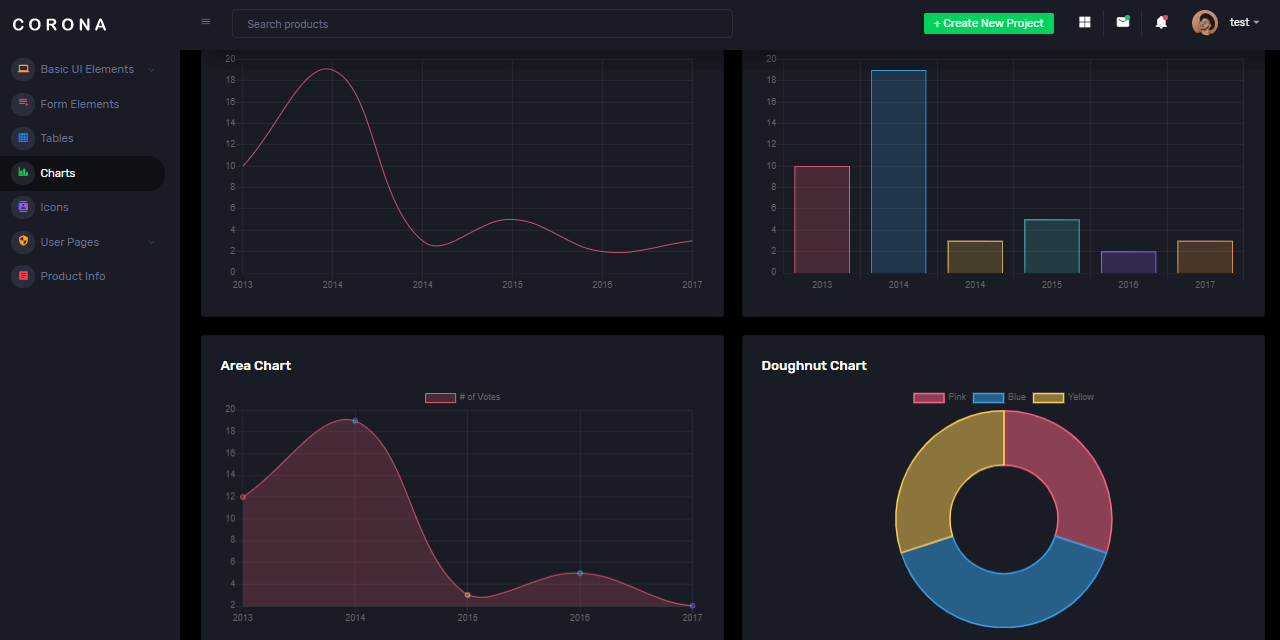 CORONA
Search products
+ Create New Project
test
Basic UI Elements
Form Elements
Tables
Charts
Icons
User Pages
Product Info
20
18
16
14
12
10
8
6
4
2
0
2013 2014 2014 2015 2016 2017
20
18
16
14
12
10
8
6
4
2
0
2013 2014 2014 2015 2016 2017
Area Chart
# of Votes
20
18
16
14
12
10
8
6
4
2
2013 2014 2015 2016 2017
Doughnut Chart
Pink Blue Yellow